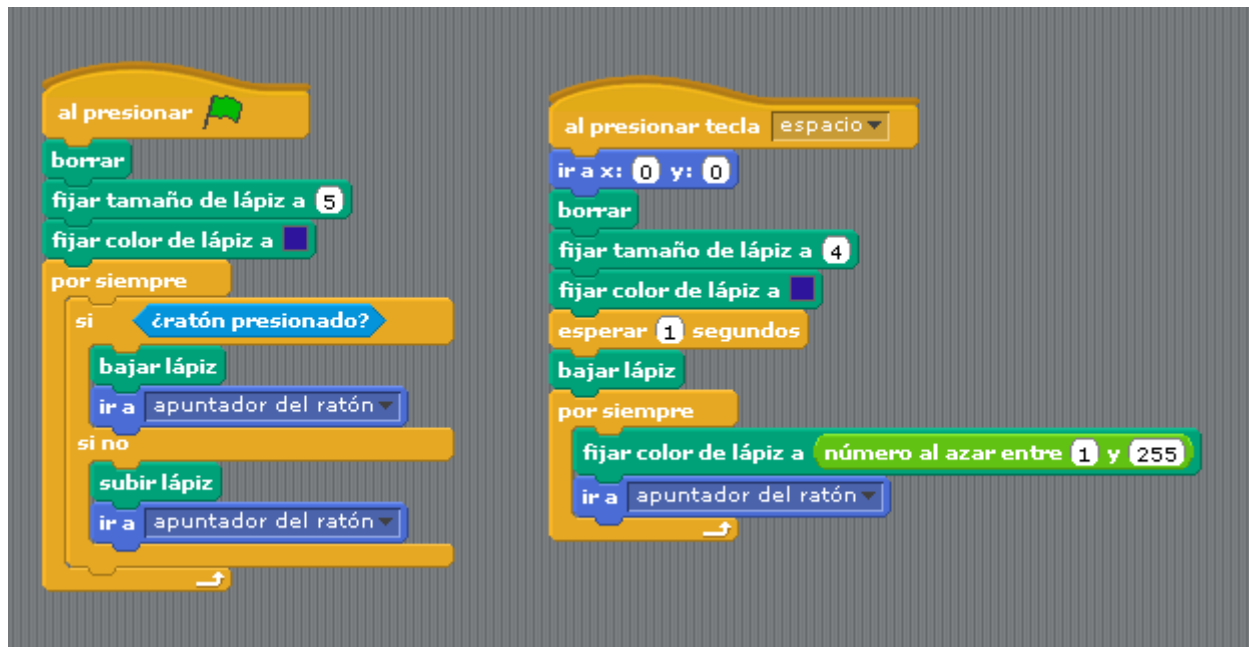 al presionar
borrar
fijar tamaño de lápiz a 5
fijar color de lápiz a
por siempre
si ¿ratón presionado?
bajar lápiz
ir a apuntador del ratón
si no
subir lápiz
ir a apuntador del ratón
al presionar tecla espacio
ir a x: 0 y: 0
borrar
fijar tamaño de lápiz a 4
fijar color de lápiz a
esperar 1 segundos
bajar lápiz
por siempre
fijar color de lápiz a número al azar entre 1 y 255
ir a apuntador del ratón